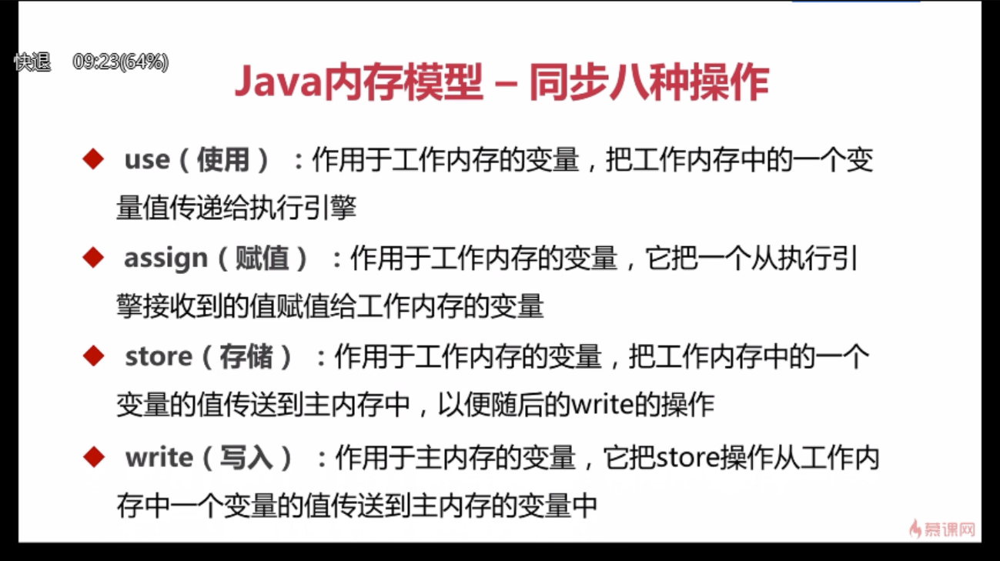 快退 09:23(64%)
Java内存模型 – 同步八种操作
use（使用）：作用于工作内存的变量，把工作内存中的一个变
量值传递给执行引擎
assign（赋值）：作用于工作内存的变量，它把一个从执行引
擎接收到的值赋值给工作内存的变量
store（存储）：作用于工作内存的变量，把工作内存中的一个
变量的值传送到主内存中，以便随后的write的操作
write（写入）：作用于主内存的变量，它把store操作从工作内
存中一个变量的值传送到主内存的变量中
慕课网